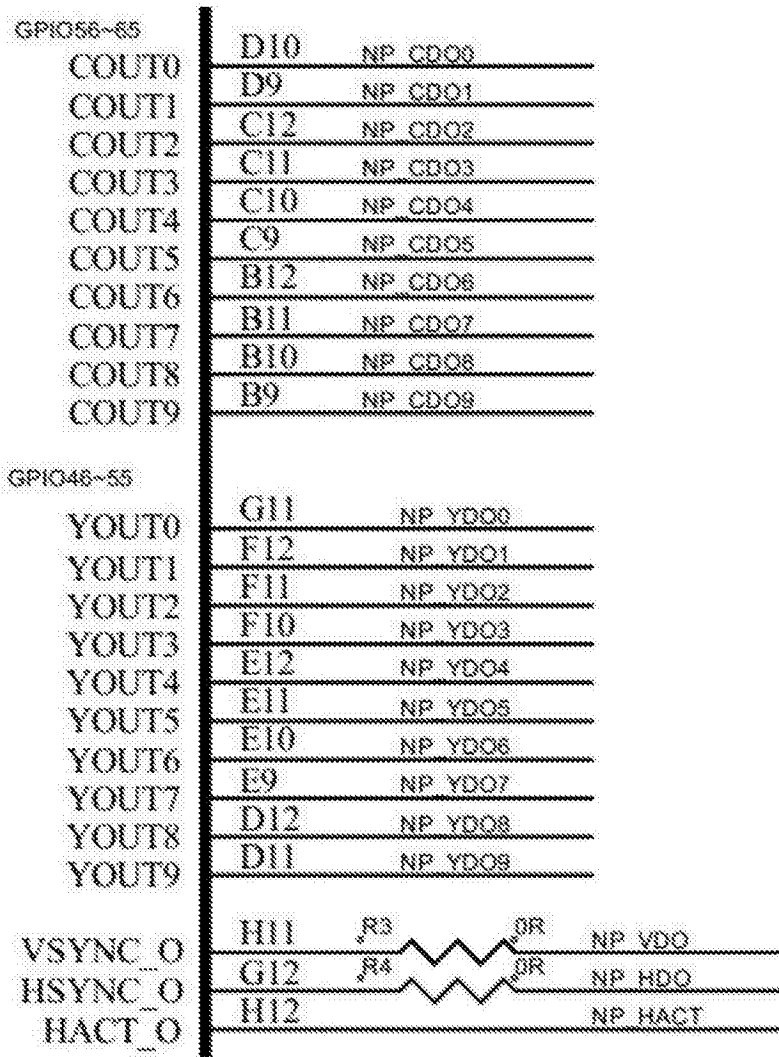 GPIO56~65
COUT0 D10 NP_CDO0
COUT1 D9 NP_CDO1
COUT2 C12 NP_CDO2
COUT3 C11 NP_CDO3
COUT4 C10 NP_CDO4
COUT5 C9 NP_CDO5
COUT6 B12 NP_CDO6
COUT7 B11 NP_CDO7
COUT8 B10 NP_CDO8
COUT9 B9 NP_CDO9
GPIO46~55
YOUT0 G11 NP_YDO0
YOUT1 F12 NP_YDO1
YOUT2 F11 NP_YDO2
YOUT3 F10 NP_YDO3
YOUT4 E12 NP_YDO4
YOUT5 E11 NP_YDO5
YOUT6 E10 NP_YDO6
YOUT7 E9 NP_YDO7
YOUT8 D12 NP_YDO8
YOUT9 D11 NP_YDO9
VSYNC_O H11 R3 0R NP_VDO
HSYNC_O G12 R4 0R NP_HDO
HACT_O H12 NP_HACT